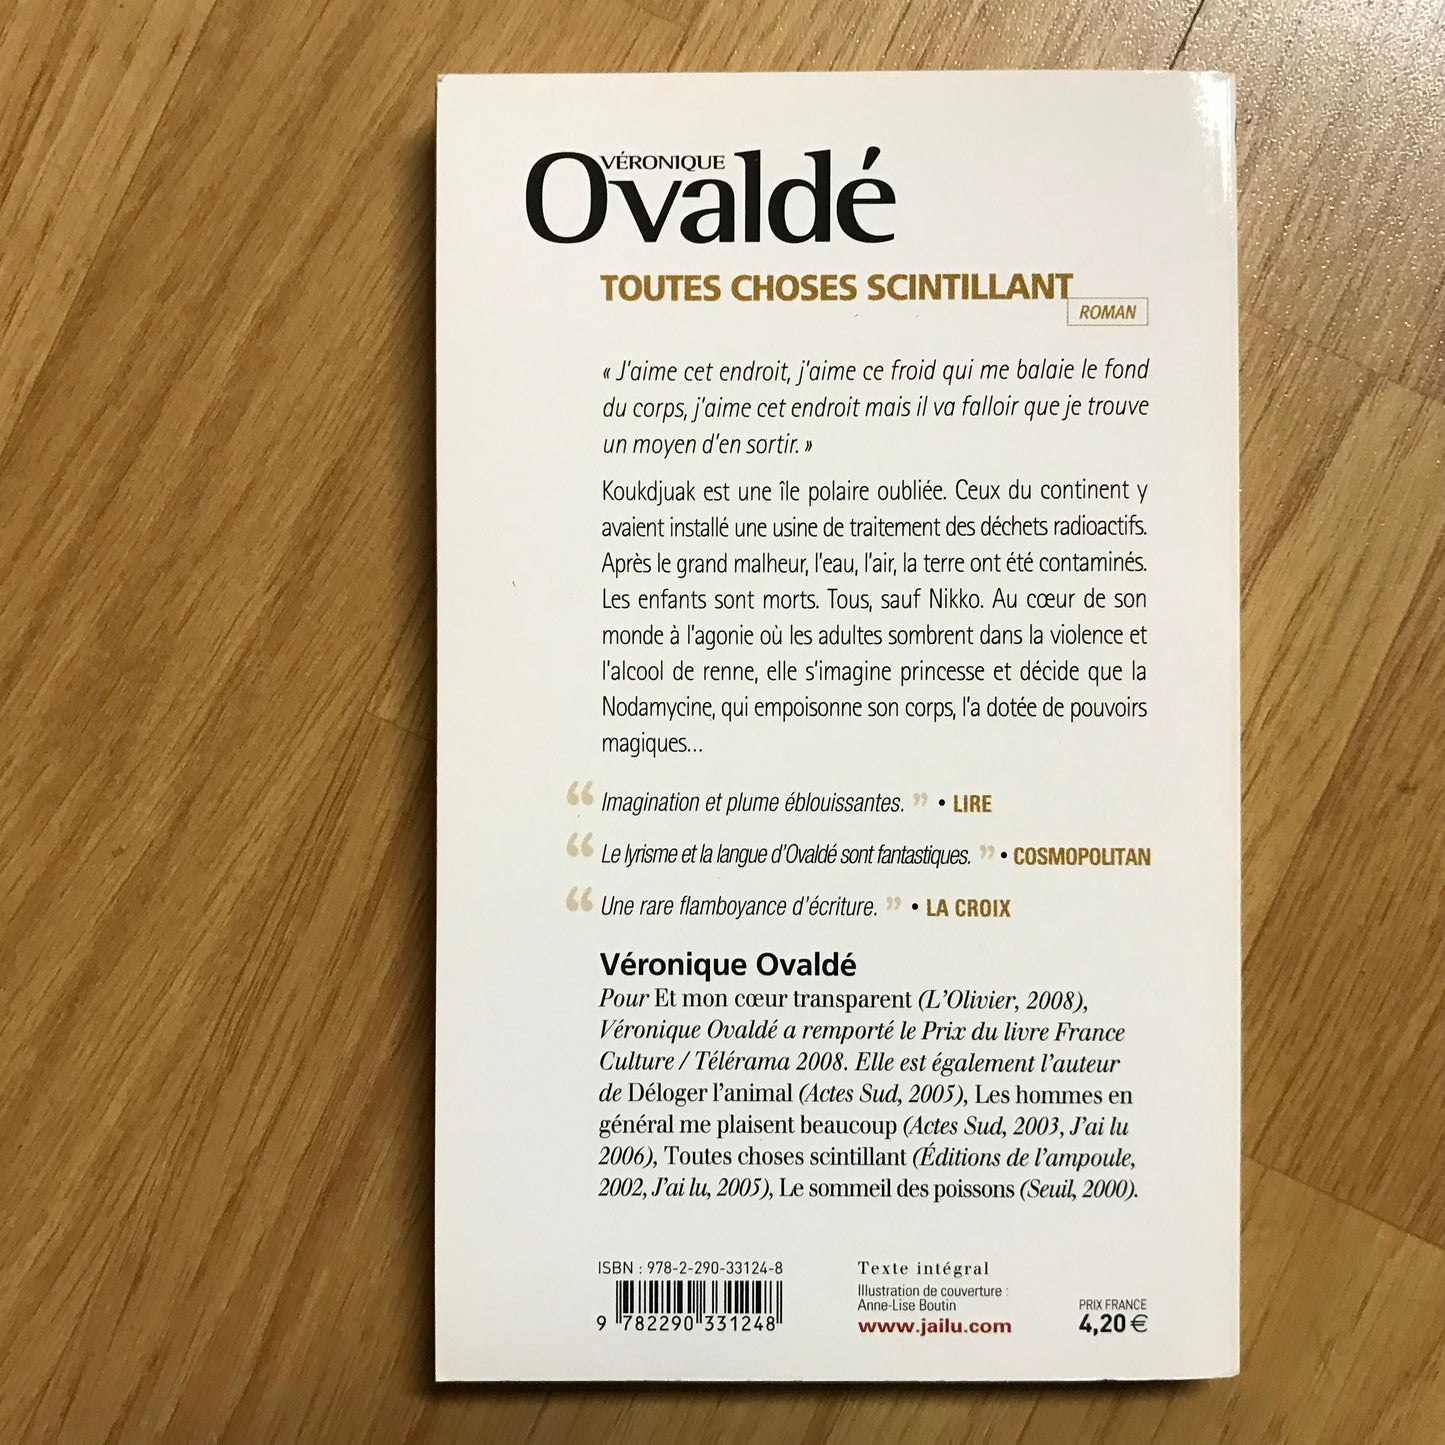 VÉRONIQUE
Ovaldé
TOUTES CHOSES SCINTILLANT
ROMAN
« J'aime cet endroit, j'aime ce froid qui me balaie le fond
du corps, j'aime cet endroit mais il va falloir que je trouve
un moyen d'en sortir. »
Koukdjuak est une île polaire oubliée. Ceux du continent y
avaient installé une usine de traitement des déchets radioactifs.
Après le grand malheur, l'eau, l'air, la terre ont été contaminés.
Les enfants sont morts. Tous, sauf Nikko. Au cœur de son
monde à l'agonie où les adultes sombrent dans la violence et
l'alcool de renne, elle s'imagine princesse et décide que la
Nodamycine, qui empoisonne son corps, l'a dotée de pouvoirs
magiques...
“ Imagination et plume éblouissantes. ” • LIRE
“ Le lyrisme et la langue d'Ovaldé sont fantastiques. ” • COSMOPOLITAN
“ Une rare flamboyance d'écriture. ” • LA CROIX
Véronique Ovaldé
Pour Et mon cœur transparent (L'Olivier, 2008),
Véronique Ovaldé a remporté le Prix du livre France
Culture / Télérama 2008. Elle est également l'auteur
de Déloger l'animal (Actes Sud, 2005), Les hommes en
général me plaisent beaucoup (Actes Sud, 2003, J'ai lu
2006), Toutes choses scintillant (Éditions de l'ampoule,
2002, J'ai lu, 2005), Le sommeil des poissons (Seuil, 2000).
ISBN : 978-2-290-33124-8
9 782290 331248
Texte intégral
Illustration de couverture :
Anne-Lise Boutin
www.jailu.com
PRIX FRANCE
4,20 €